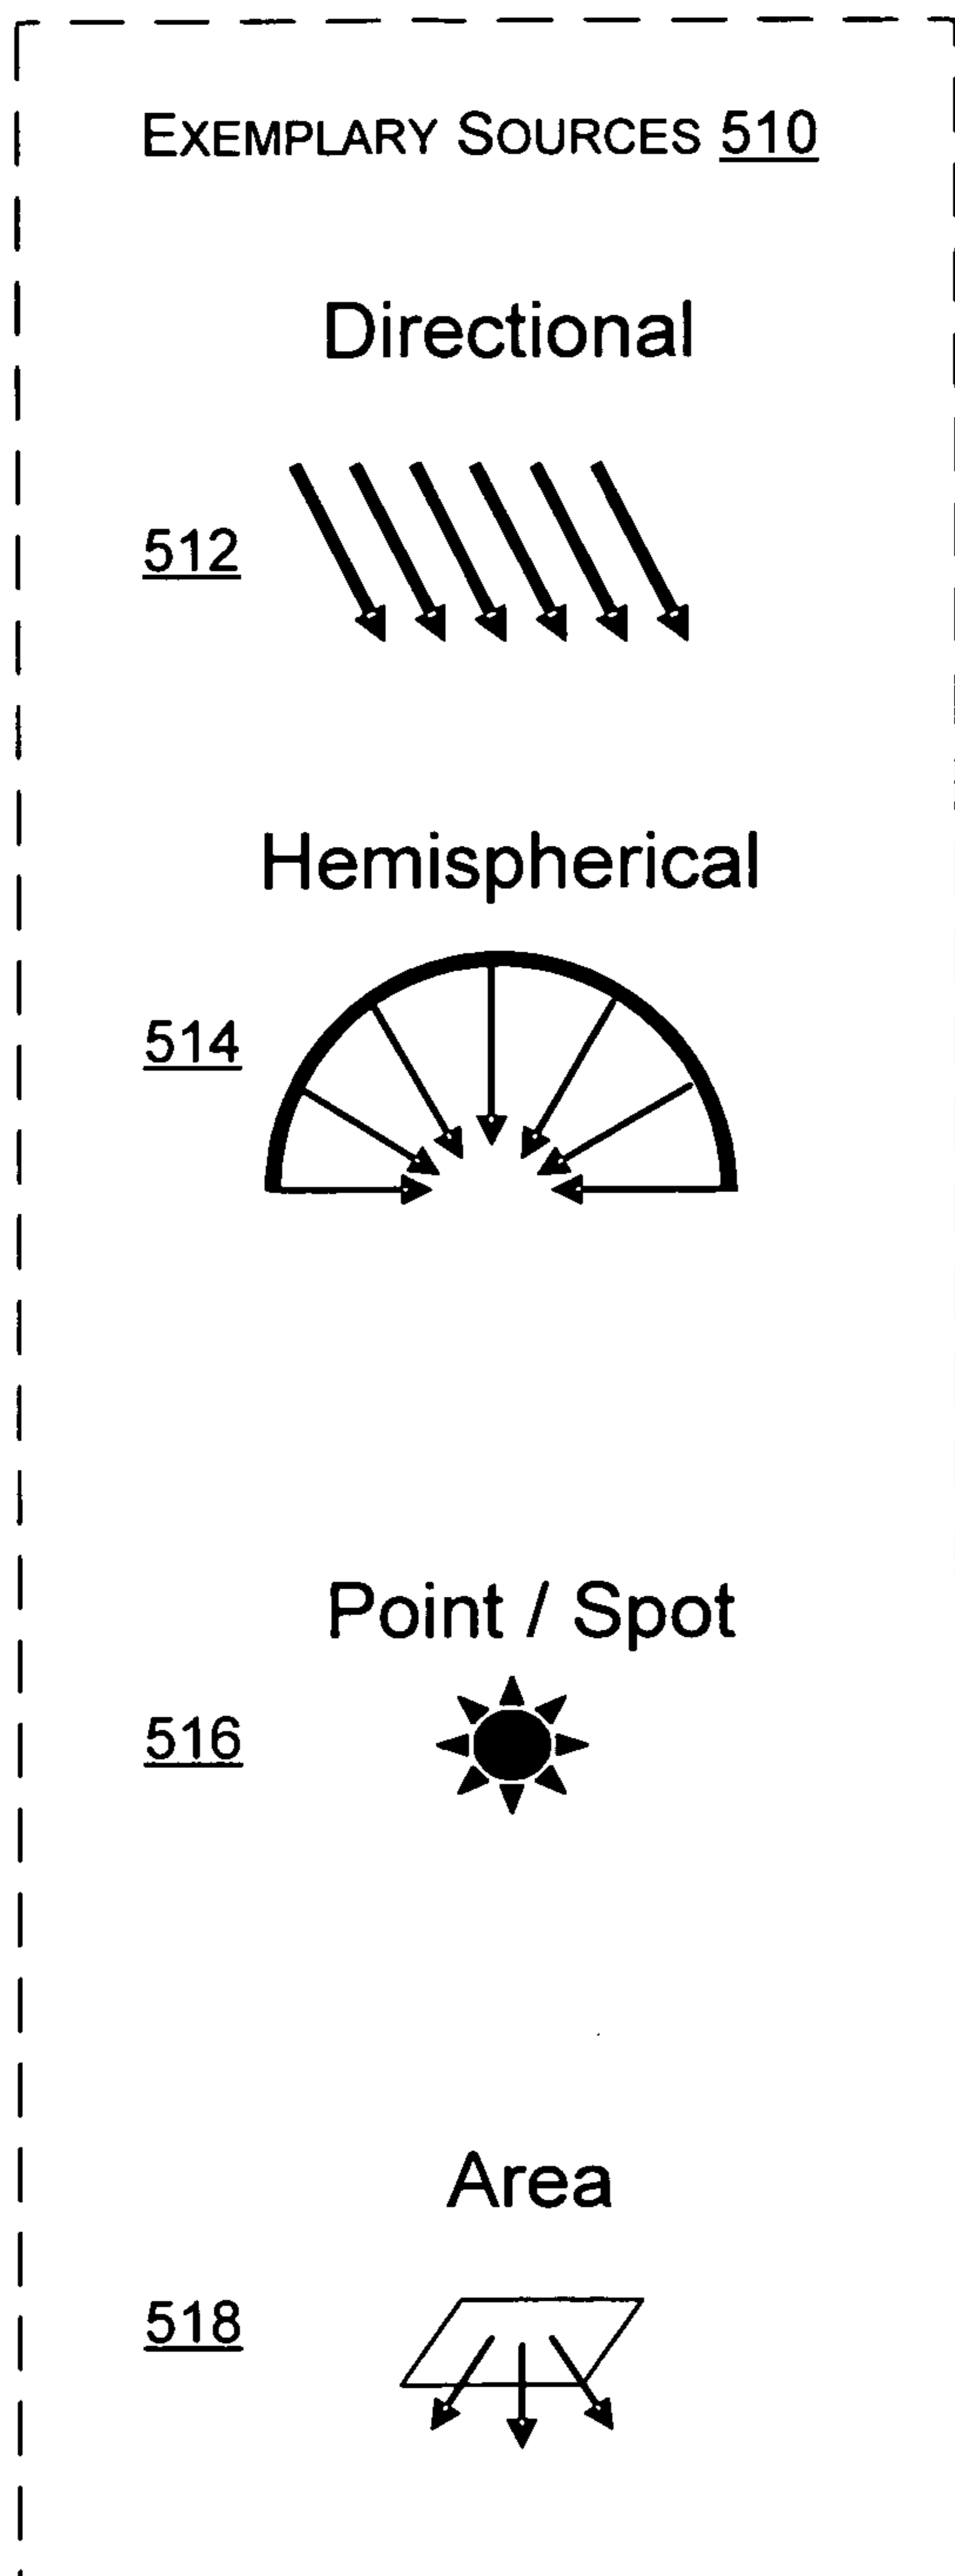 EXEMPLARY SOURCES 510
Directional
512
Hemispherical
514
Point / Spot
516
Area
518